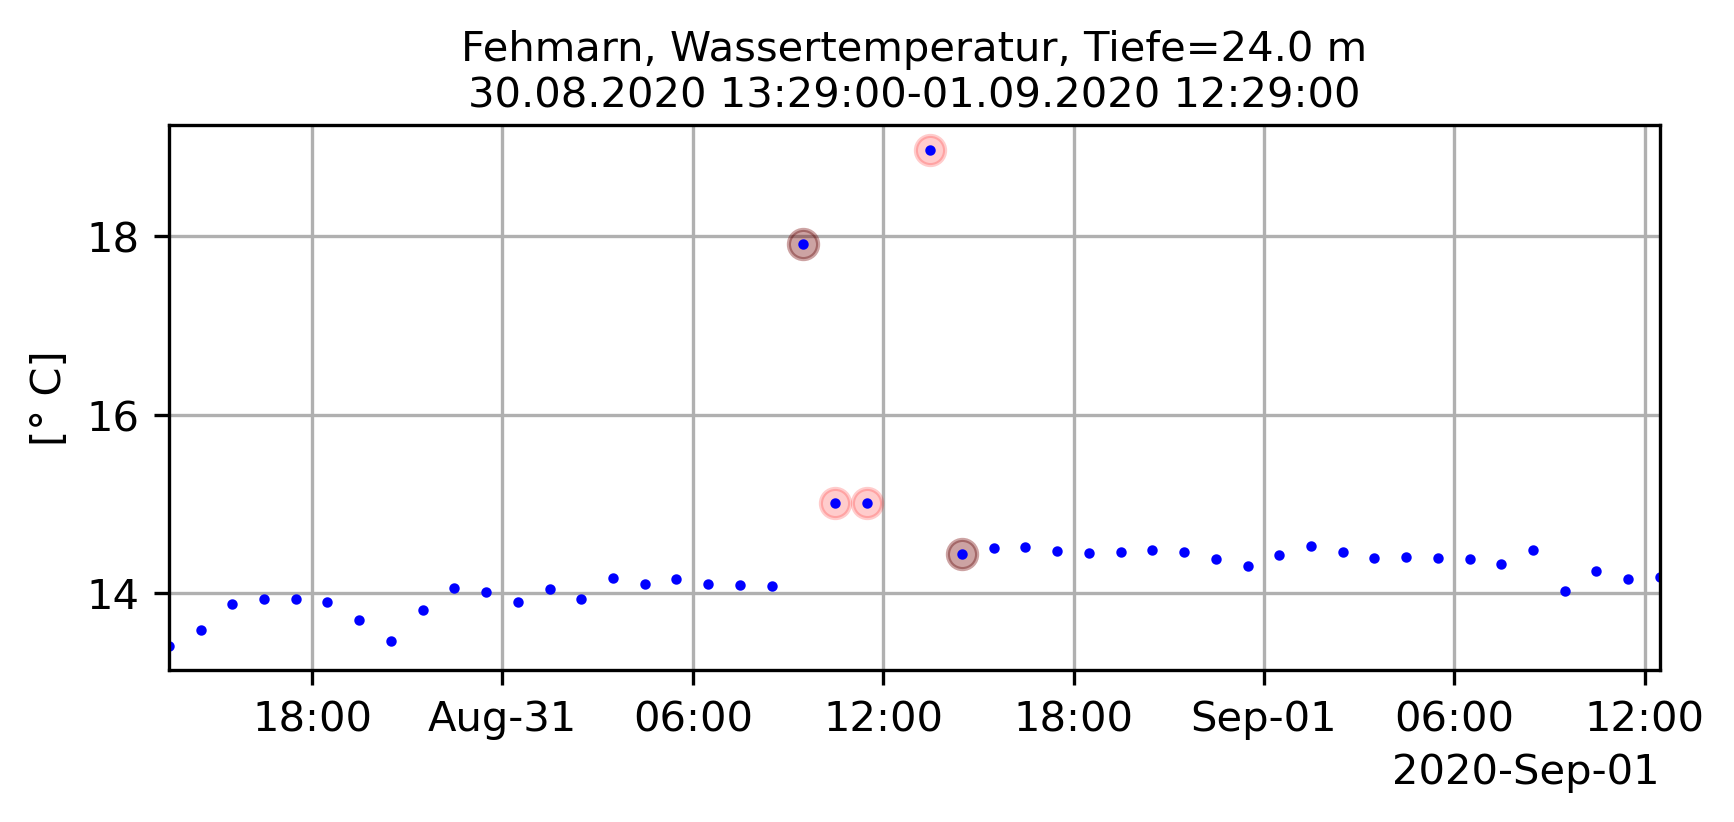 Fehmarn, Wassertemperatur, Tiefe=24.0 m
30.08.2020 13:29:00-01.09.2020 12:29:00
[° C]
18
16
14
18:00 Aug-31 06:00 12:00 18:00 Sep-01 06:00 12:00
2020-Sep-01